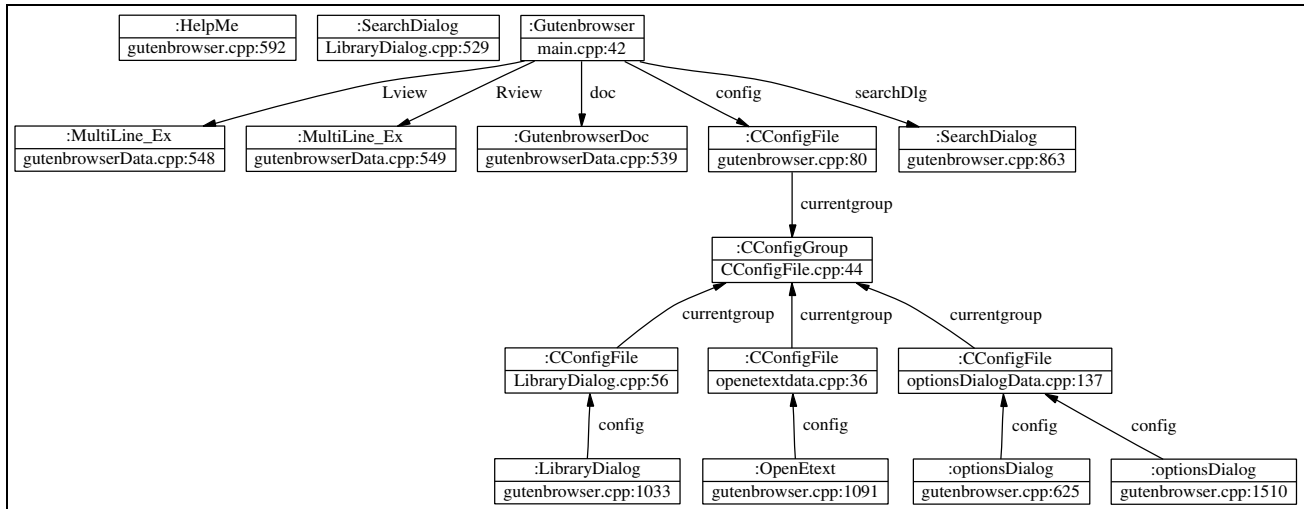 :HelpMe
gutenbrowser.cpp:592
:SearchDialog
LibraryDialog.cpp:529
:Gutenbrowser
main.cpp:42
Lview
Rview
doc
config
searchDlg
:MultiLine_Ex
gutenbrowserData.cpp:548
:MultiLine_Ex
gutenbrowserData.cpp:549
:GutenbrowserDoc
gutenbrowserData.cpp:539
:CConfigFile
gutenbrowser.cpp:80
:SearchDialog
gutenbrowser.cpp:863
currentgroup
:CConfigGroup
CConfigFile.cpp:44
currentgroup
currentgroup
currentgroup
:CConfigFile
LibraryDialog.cpp:56
:CConfigFile
openetextdata.cpp:36
:CConfigFile
optionsDialogData.cpp:137
config
config
config
config
:LibraryDialog
gutenbrowser.cpp:1033
:OpenEtext
gutenbrowser.cpp:1091
:optionsDialog
gutenbrowser.cpp:625
:optionsDialog
gutenbrowser.cpp:1510